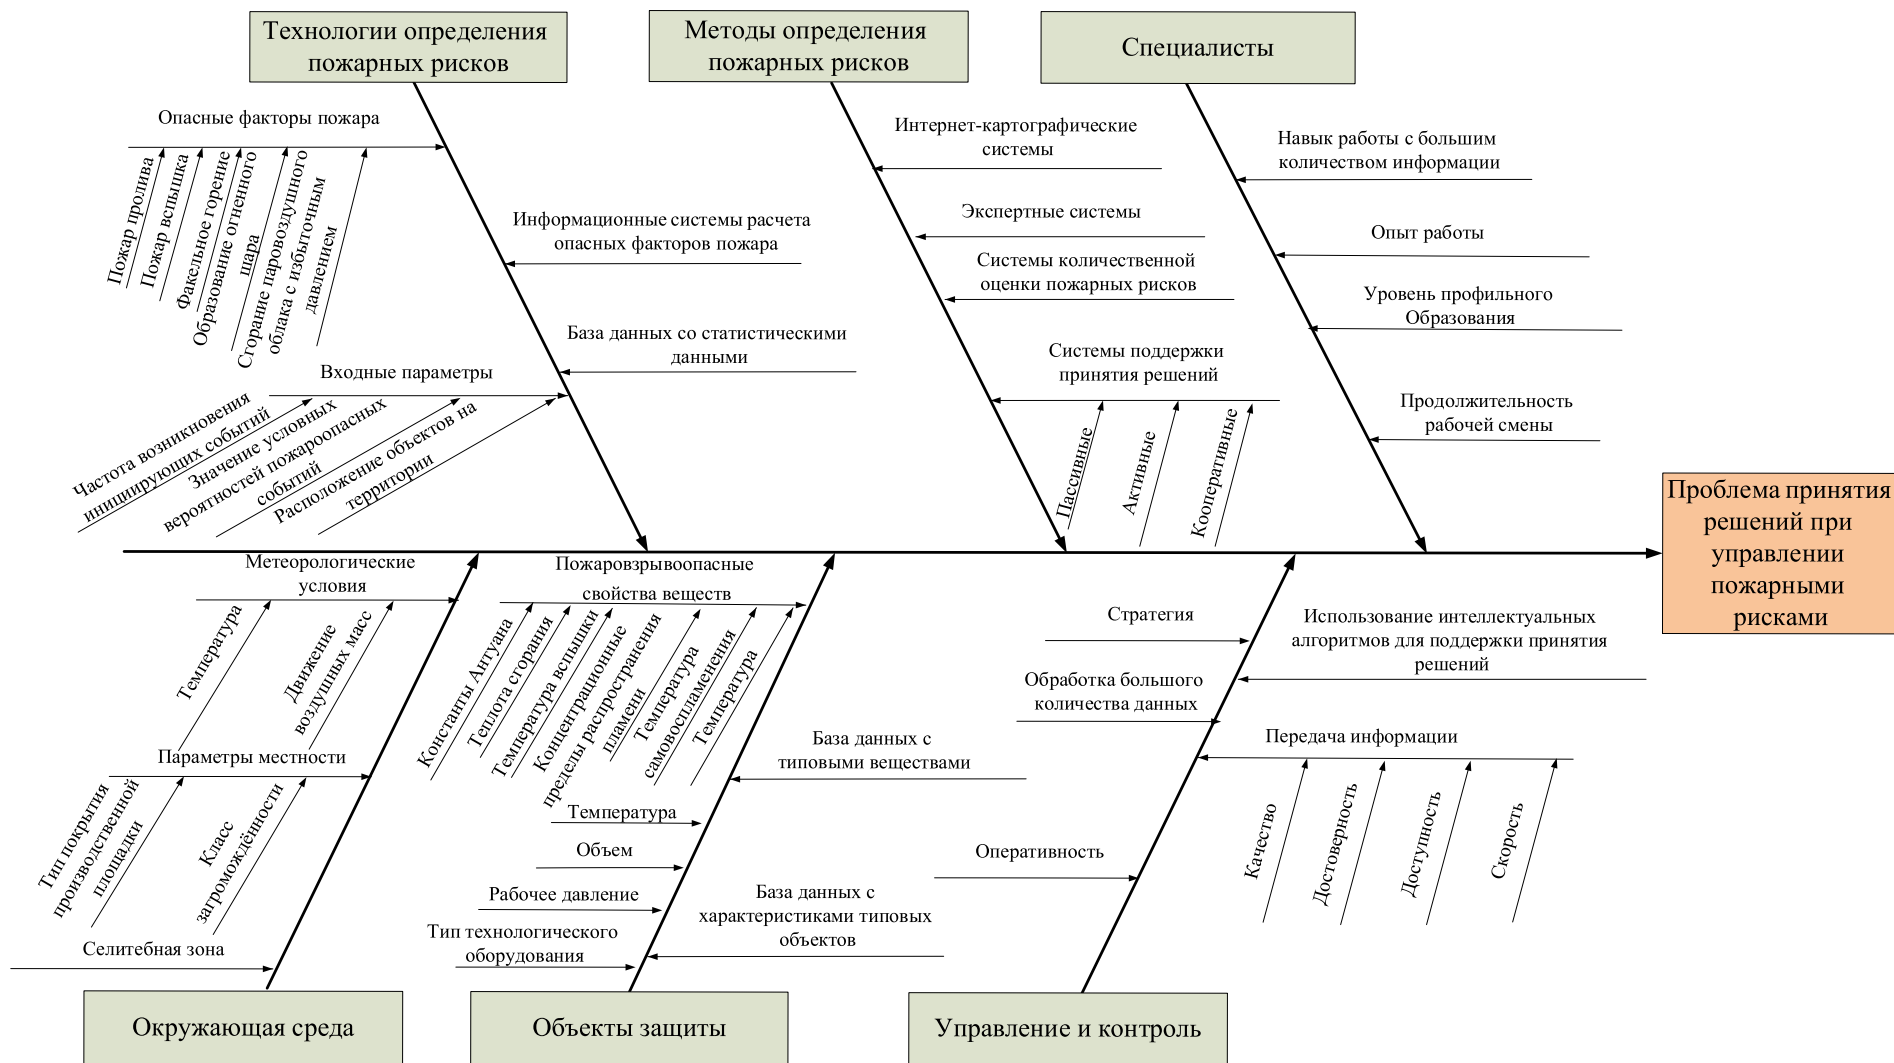 Технологии определения
пожарных рисков
Методы определения
пожарных рисков
Специалисты
Опасные факторы пожара
Пожар пролива
Пожар вспышка
Факельное горение
Образование огненного
шара
Сгорание паровоздушного
облака с избыточным
давлением
Информационные системы расчета
опасных факторов пожара
База данных со статистическими
данными
Входные параметры
Частота возникновения
инициирующих событий
Значение условных
вероятностей пожароопасных
событий
Расположение объектов на
территории
Интернет-картографические
системы
Экспертные системы
Системы количественной
оценки пожарных рисков
Системы поддержки
принятия решений
Пассивные
Активные
Кооперативные
Навык работы с большим
количеством информации
Опыт работы
Уровень профильного
Образования
Продолжительность
рабочей смены
Проблема принятия
решений при
управлении
пожарными
рисками
Метеорологические
условия
Температура
Движение
воздушных масс
Параметры местности
Тип покрытия
производственной
площадки
Класс
загромождённости
Селитебная зона
Пожаровзрывоопасные
свойства веществ
Константы Антуана
Теплота сгорания
Температура вспышки
Концентрационные
пределы распространения
пламени
Температура
самовоспламенения
Температура
База данных с
типовыми веществами
Температура
Объем
Рабочее давление
Тип технологического
оборудования
База данных с
характеристиками типовых
объектов
Стратегия
Использование интеллектуальных
алгоритмов для поддержки принятия
решений
Обработка большого
количества данных
Передача информации
Качество
Достоверность
Доступность
Скорость
Оперативность
Окружающая среда
Объекты защиты
Управление и контроль